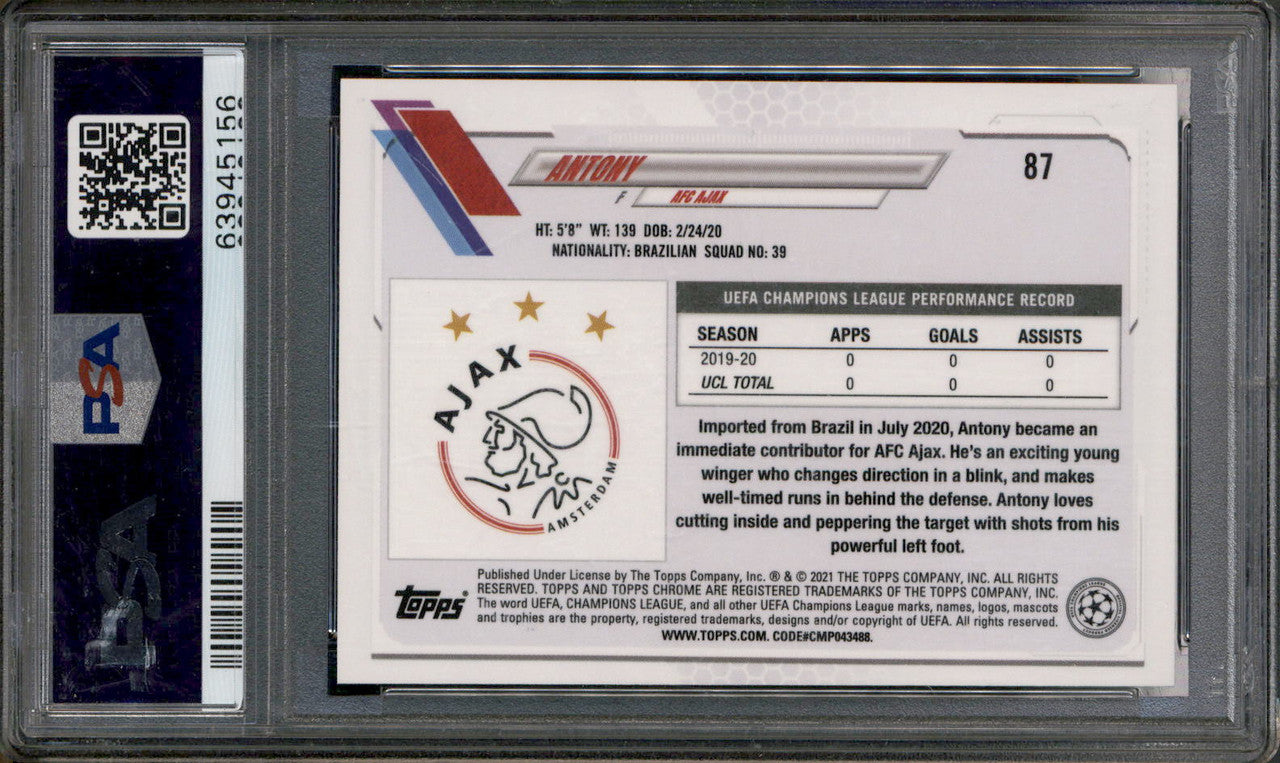 63945156
PSA
PSA
87
ANTONY
F AFC AJAX
HT: 5'8" WT: 139 DOB: 2/24/20
NATIONALITY: BRAZILIAN SQUAD NO: 39
AJAX
AMSTERDAM
UEFA CHAMPIONS LEAGUE PERFORMANCE RECORD
SEASON APPS GOALS ASSISTS
2019-20 0 0 0
UCL TOTAL 0 0 0
Imported from Brazil in July 2020, Antony became an
immediate contributor for AFC Ajax. He's an exciting young
winger who changes direction in a blink, and makes
well-timed runs in behind the defense. Antony loves
cutting inside and peppering the target with shots from his
powerful left foot.
Topps
Published Under License by The Topps Company, Inc. ® & © 2021 THE TOPPS COMPANY, INC. ALL RIGHTS
RESERVED. TOPPS AND TOPPS CHROME ARE REGISTERED TRADEMARKS OF THE TOPPS COMPANY, INC.
The word UEFA, CHAMPIONS LEAGUE, and all other UEFA Champions League marks, names, logos, mascots
and trophies are the property, registered trademarks, designs and/or copyright of UEFA. All rights reserved.
WWW.TOPPS.COM. CODE#CMP043488.